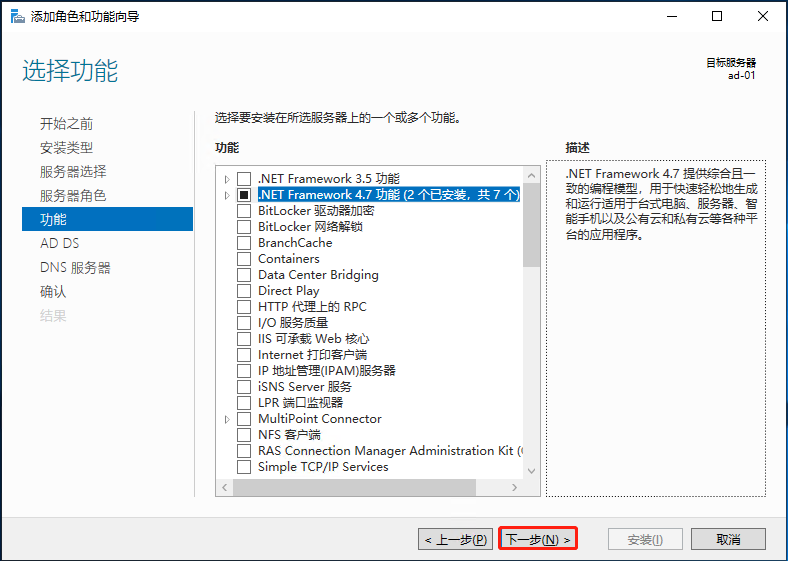 添加角色和功能向导
选择功能
目标服务器
ad-01
开始之前
安装类型
服务器选择
服务器角色
功能
AD DS
DNS 服务器
确认
结果
选择要安装在所选服务器上的一个或多个功能。
功能
.NET Framework 3.5 功能
.NET Framework 4.7 功能 (2 个已安装，共 7 个)
BitLocker 驱动器加密
BitLocker 网络解锁
BranchCache
Containers
Data Center Bridging
Direct Play
HTTP 代理上的 RPC
I/O 服务质量
IIS 可承载 Web 核心
Internet 打印客户端
IP 地址管理(IPAM)服务器
iSNS Server 服务
LPR 端口监视器
MultiPoint Connector
NFS 客户端
RAS Connection Manager Administration Kit (
Simple TCP/IP Services
描述
.NET Framework 4.7 提供综合且一
致的编程模型，用于快速轻松地生成
和运行适用于台式电脑、服务器、智
能手机以及公有云和私有云等各种平
台的应用程序。
< 上一步(P)
下一步(N) >
安装(I)
取消